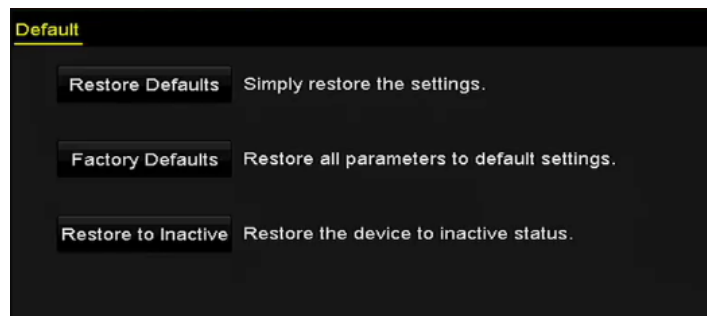 Default
Restore Defaults Simply restore the settings.
Factory Defaults Restore all parameters to default settings.
Restore to Inactive Restore the device to inactive status.